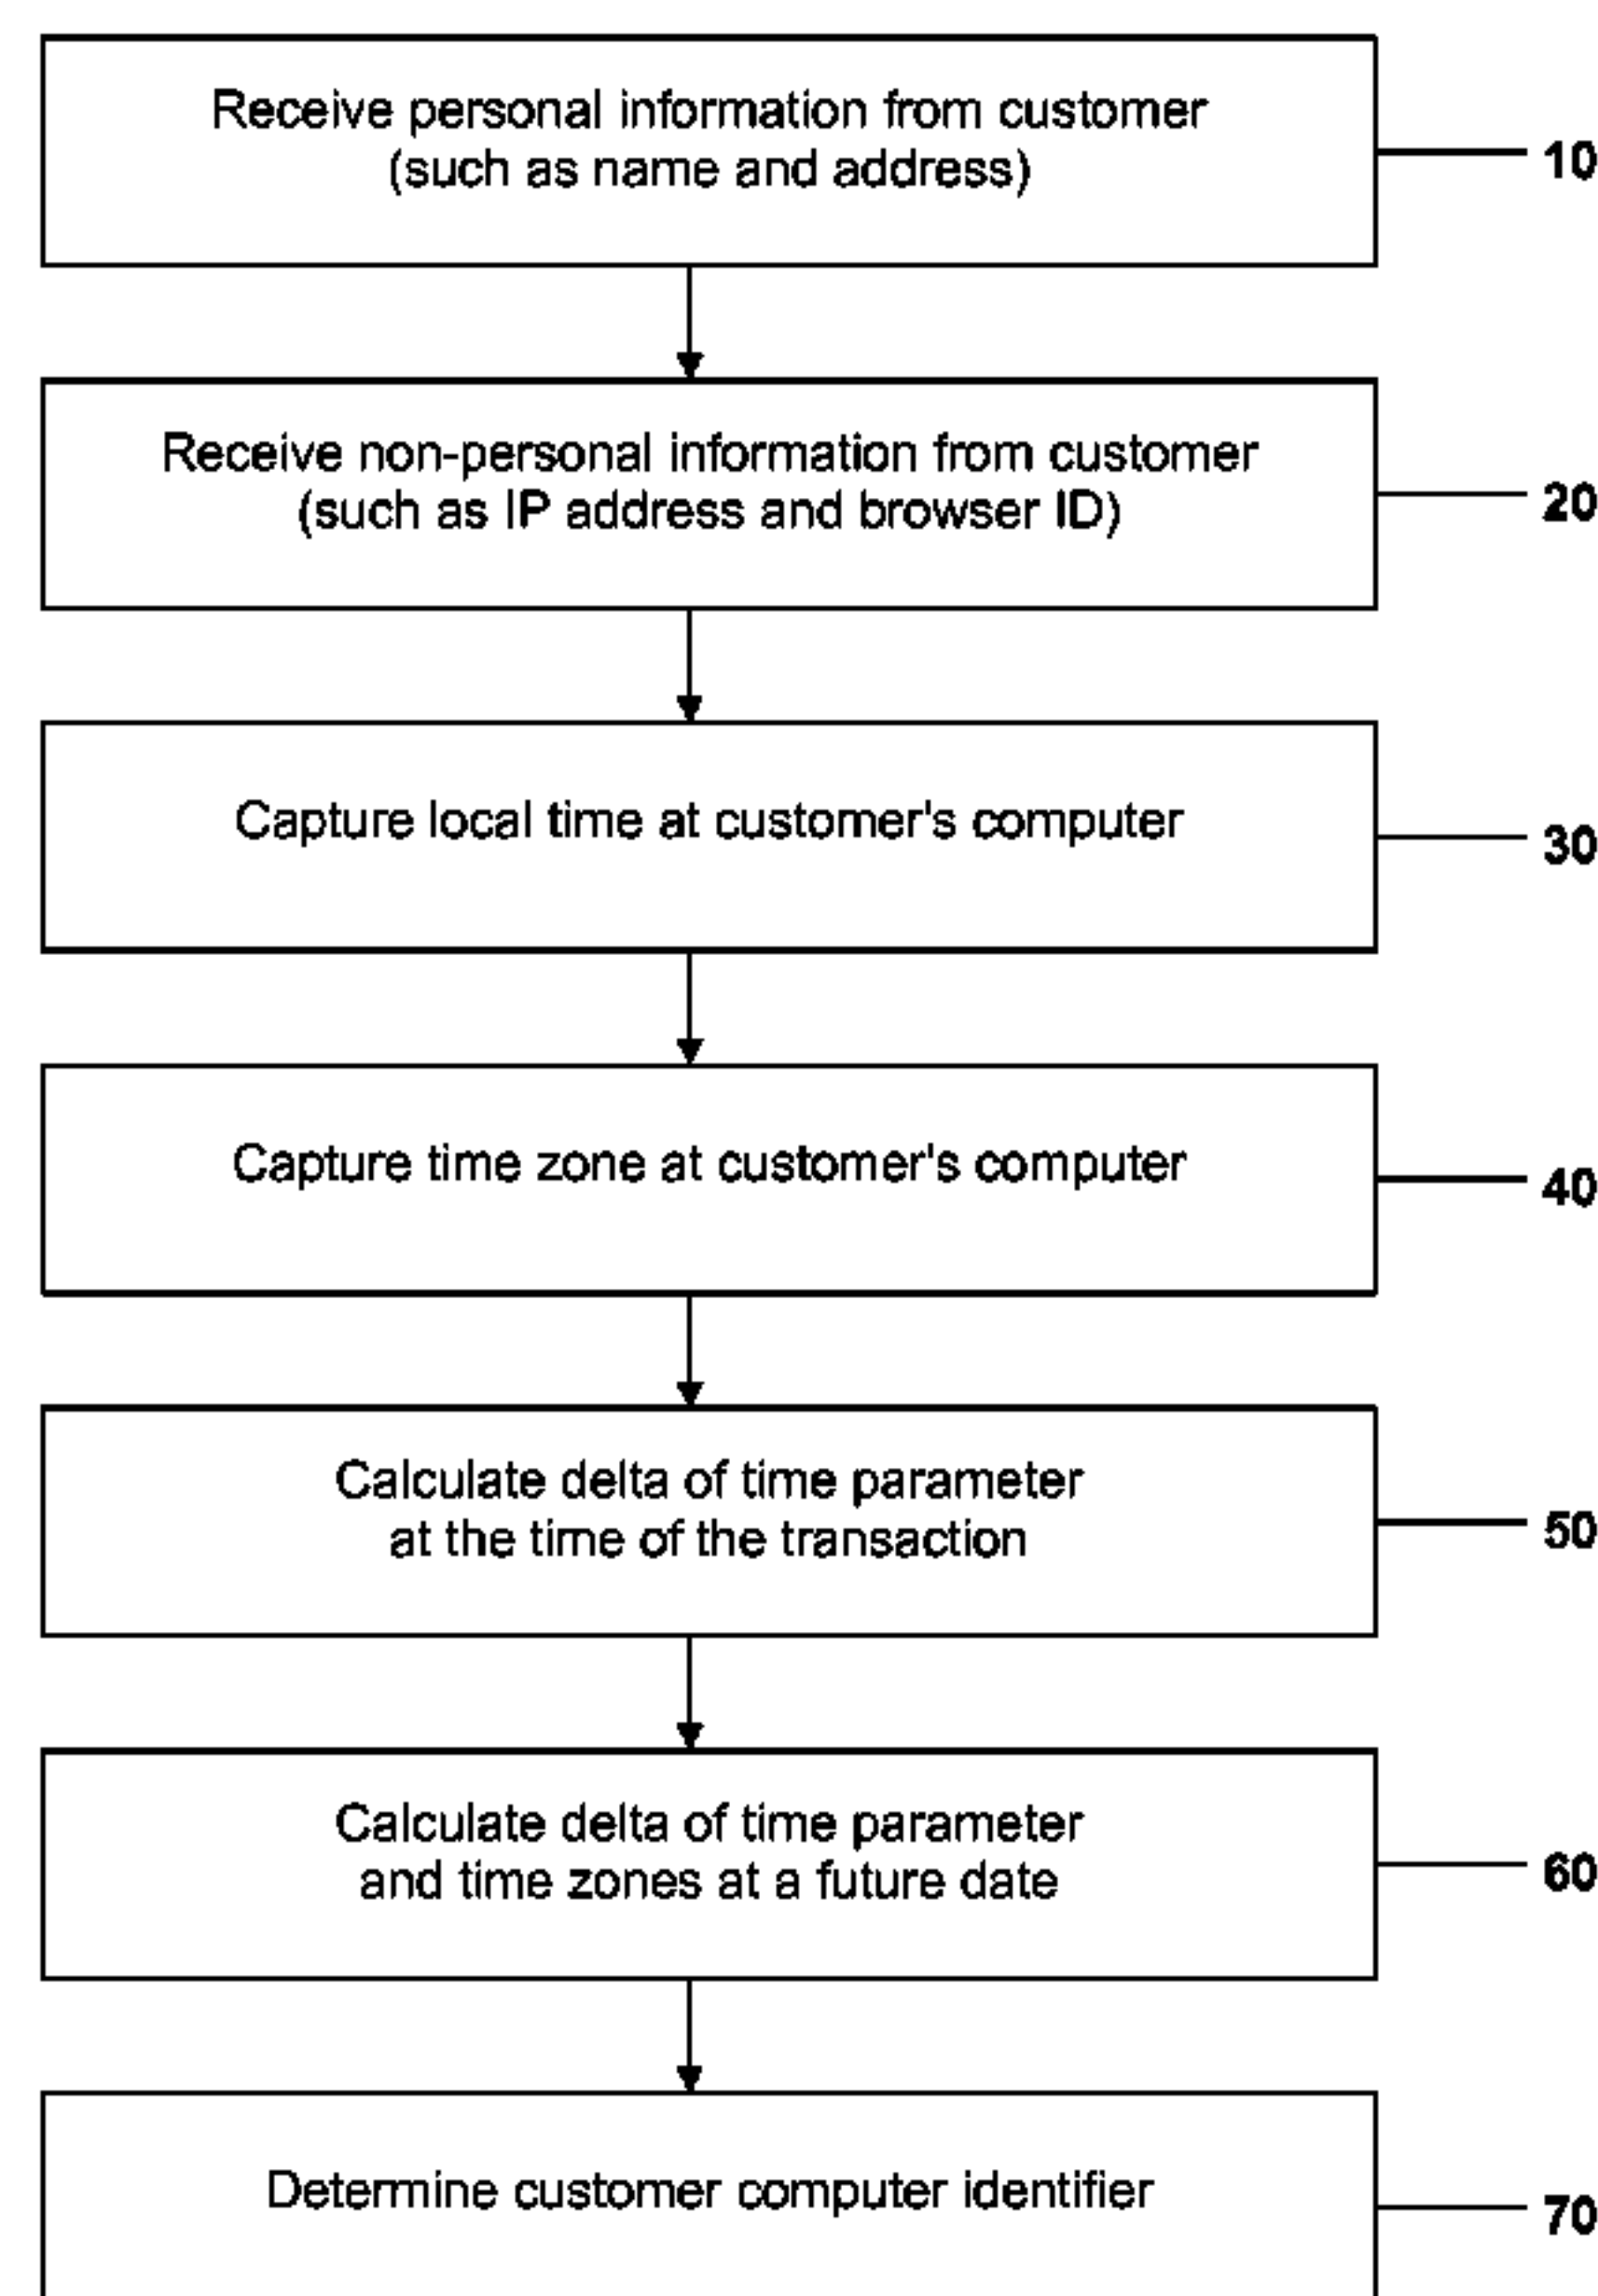 Receive personal information from customer
(such as name and address)
10
Receive non-personal information from customer
(such as IP address and browser ID)
20
Capture local time at customer's computer
30
Capture time zone at customer's computer
40
Calculate delta of time parameter
at the time of the transaction
50
Calculate delta of time parameter
and time zones at a future date
60
Determine customer computer identifier
70